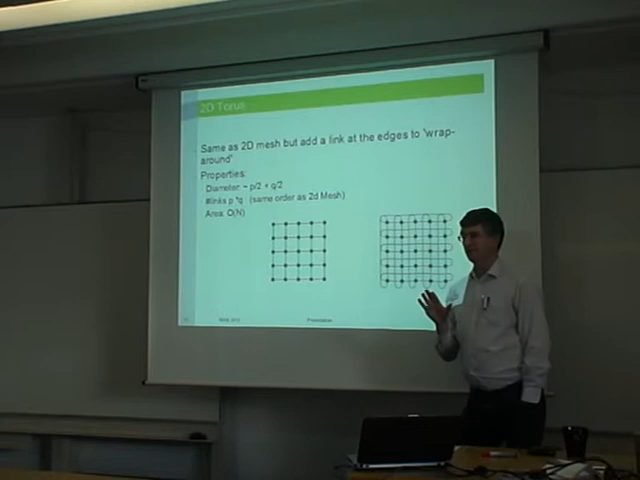 2D Torus
Same as 2D mesh but add a link at the edges to 'wrap-
around'
Properties:
Diameter: ~ p/2 + q/2
#links p *q (same order as 2d Mesh)
Area: O(N)
Presentation